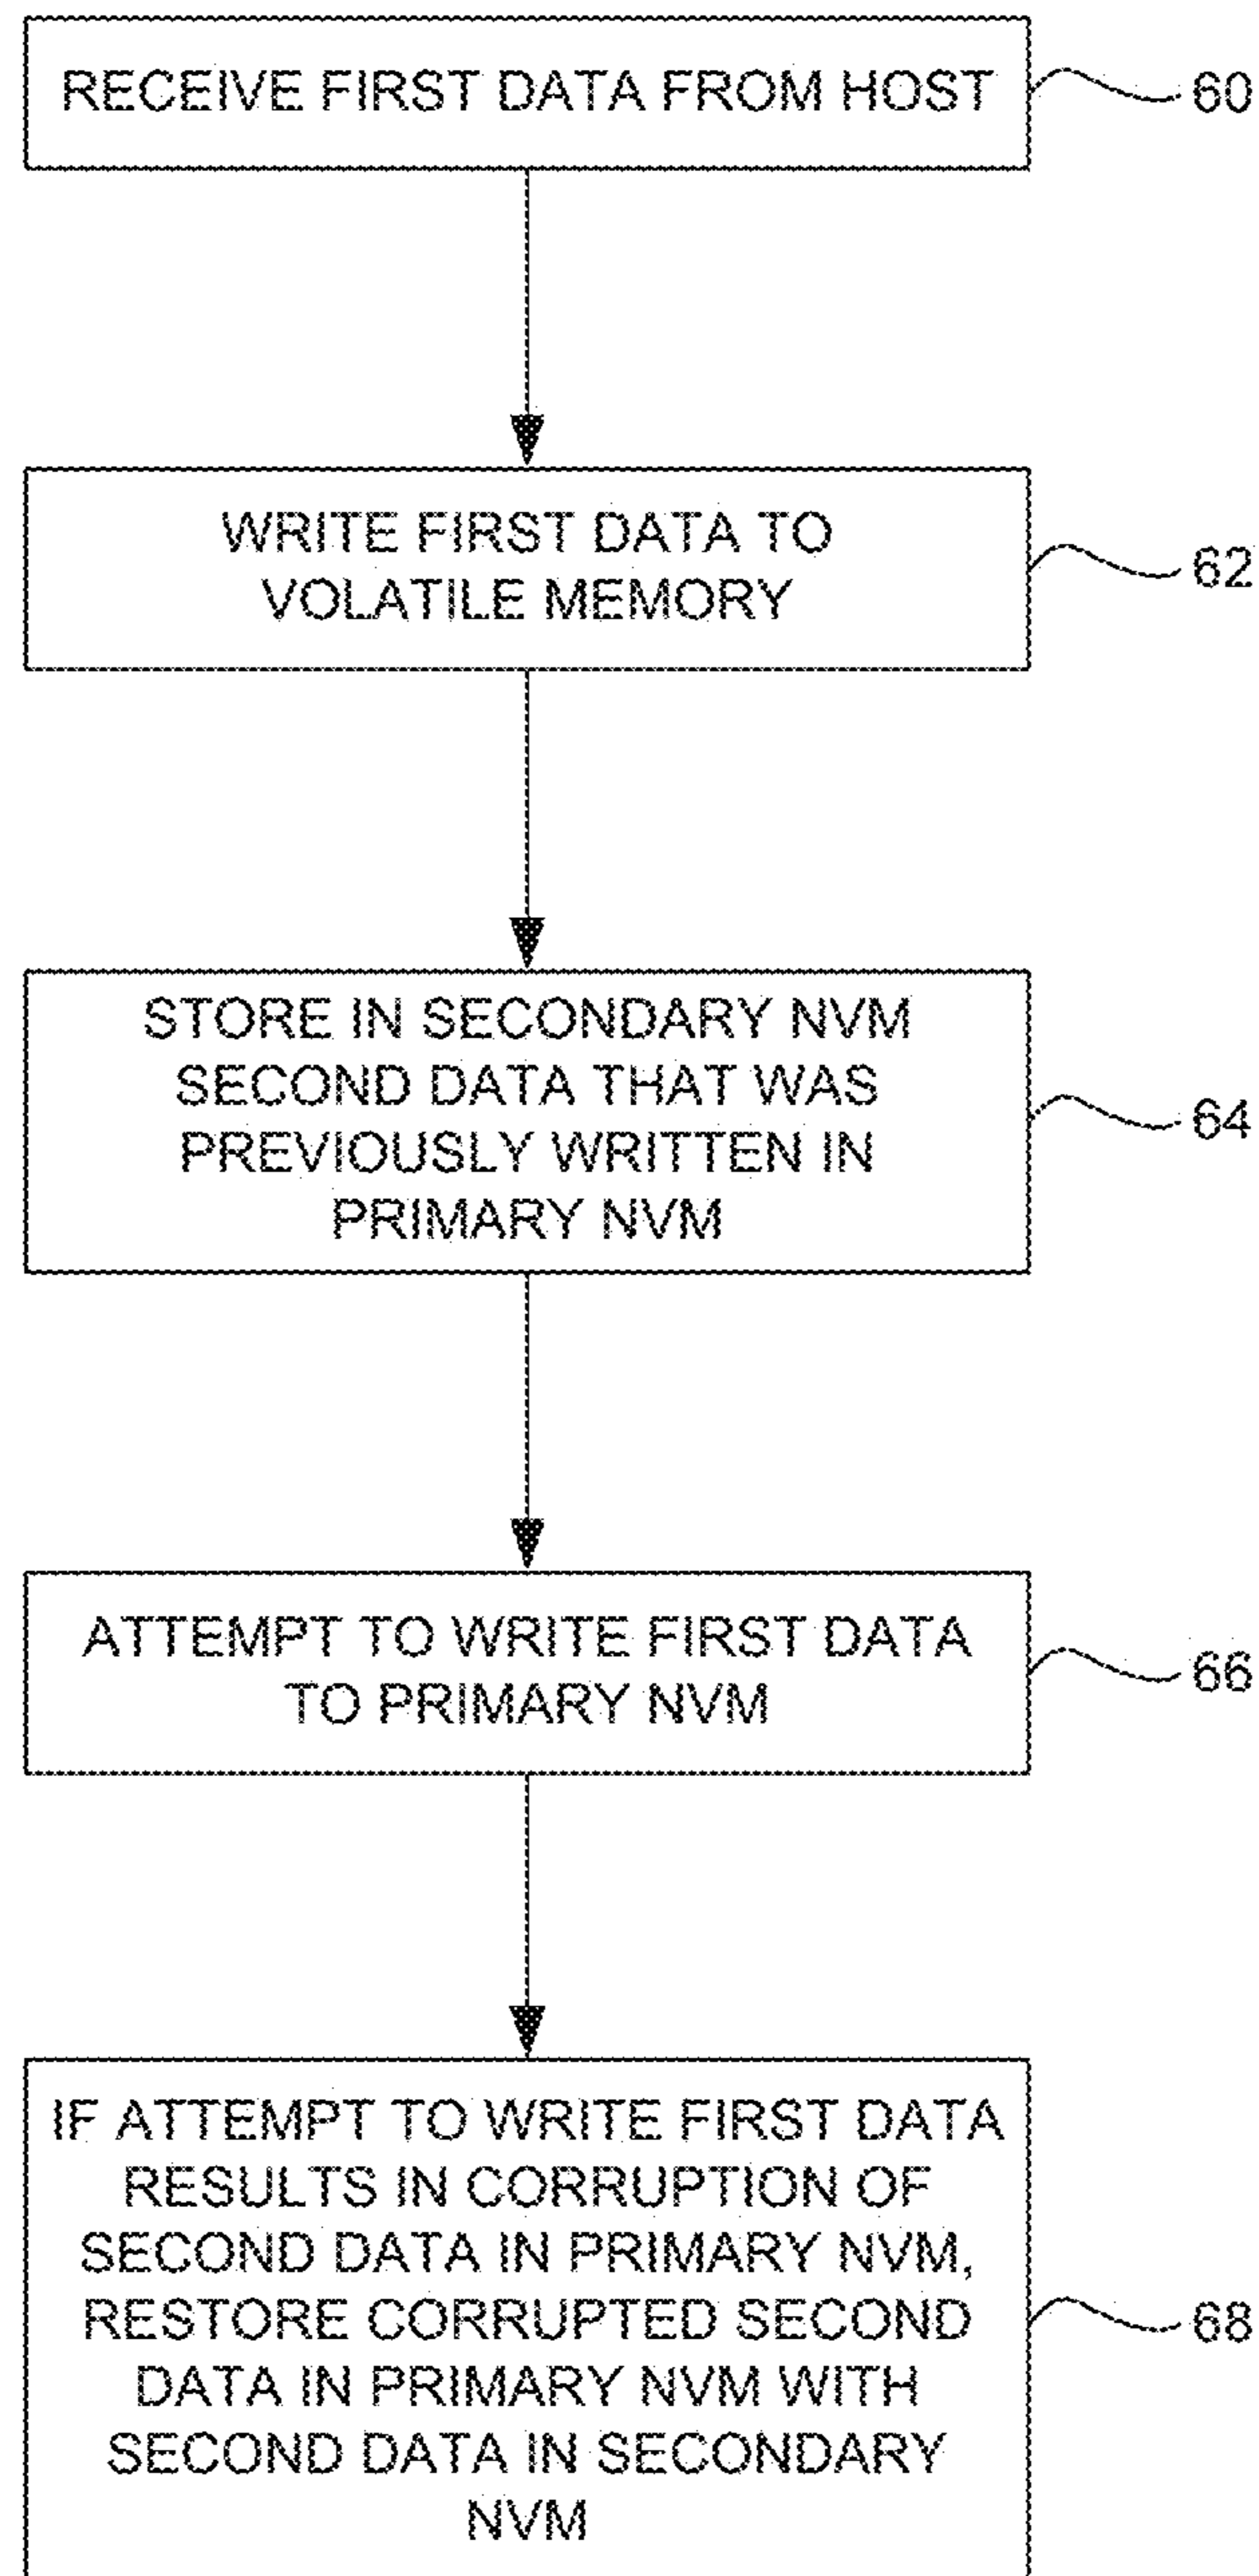 RECEIVE FIRST DATA FROM HOST
60
WRITE FIRST DATA TO
VOLATILE MEMORY
62
STORE IN SECONDARY NVM
SECOND DATA THAT WAS
PREVIOUSLY WRITTEN IN
PRIMARY NVM
64
ATTEMPT TO WRITE FIRST DATA
TO PRIMARY NVM
66
IF ATTEMPT TO WRITE FIRST DATA
RESULTS IN CORRUPTION OF
SECOND DATA IN PRIMARY NVM,
RESTORE CORRUPTED SECOND
DATA IN PRIMARY NVM WITH
SECOND DATA IN SECONDARY
NVM
68